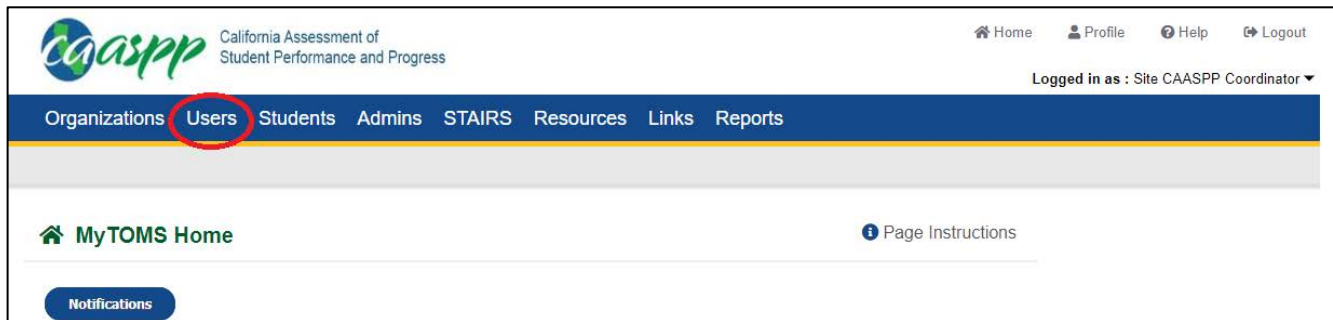 caaspp
California Assessment of
Student Performance and Progress
Home Profile Help Logout
Logged in as : Site CAASPP Coordinator
Organizations Users Students Admins STAIRS Resources Links Reports
MyTOMS Home
Page Instructions
Notifications